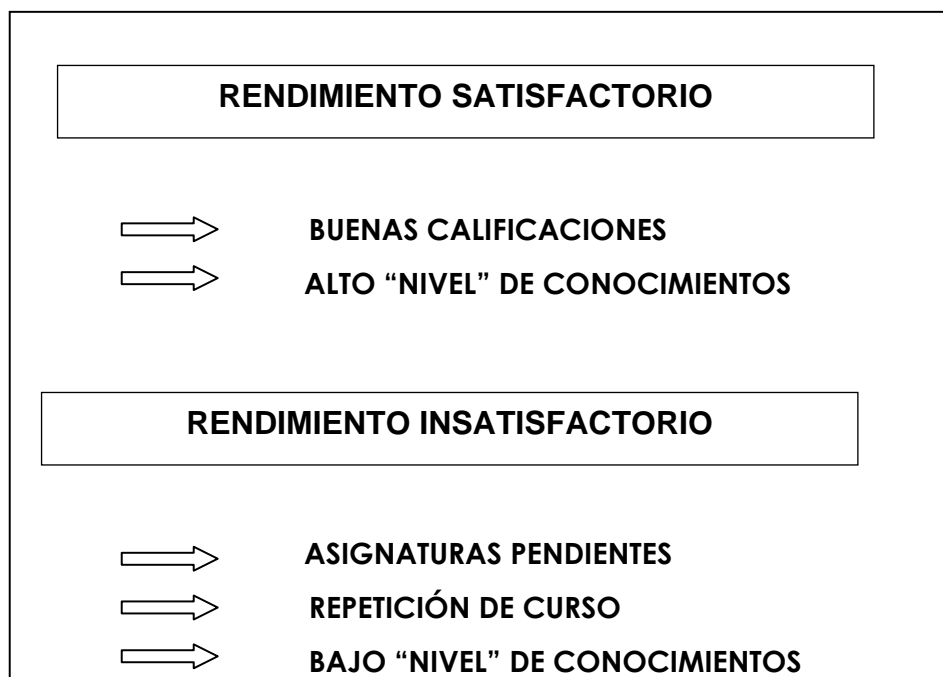 RENDIMIENTO SATISFACTORIO
BUENAS CALIFICACIONES
ALTO “NIVEL” DE CONOCIMIENTOS
RENDIMIENTO INSATISFACTORIO
ASIGNATURAS PENDIENTES
REPETICIÓN DE CURSO
BAJO “NIVEL” DE CONOCIMIENTOS